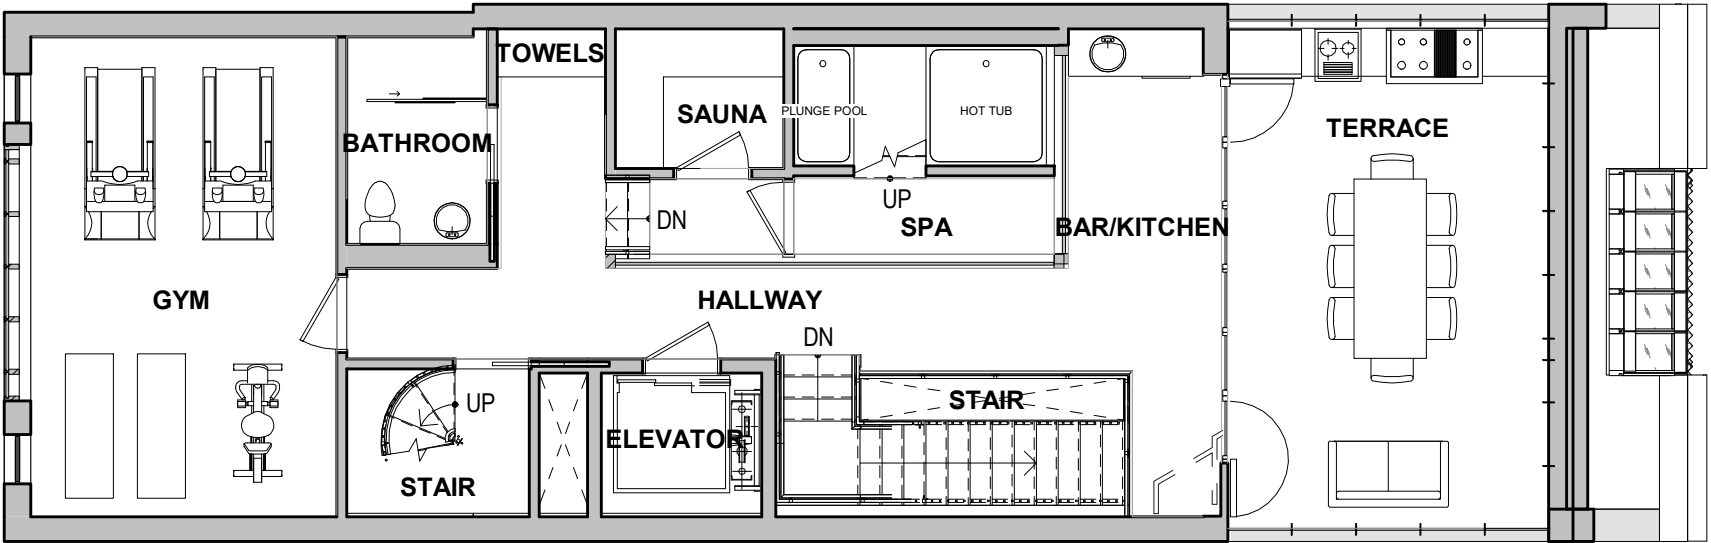 TOWELS
SAUNA
PLUNGE POOL
HOT TUB
TERRACE
BATHROOM
UP
DN
SPA
BAR/KITCHEN
GYM
HALLWAY
DN
UP
STAIR
ELEVATOR
STAIR